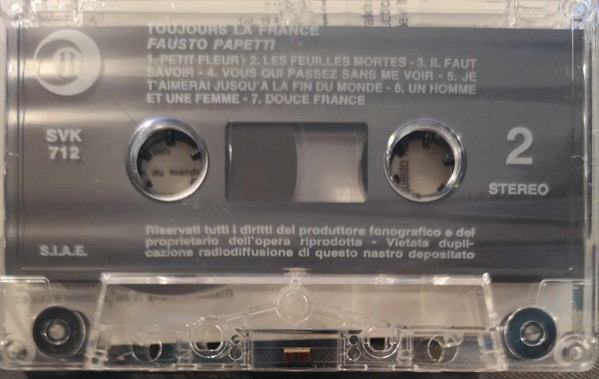 TOUJOURS LA FRANCE
FAUSTO PAPETTI
1. PETIT FLEUR - 2. LES FEUILLES MORTES - 3. IL FAUT
SAVOIR - 4. VOUS QUI PASSEZ SANS ME VOIR - 5. JE
T'AIMERAI JUSQU'A LA FIN DU MONDE - 6. UN HOMME
ET UNE FEMME - 7. DOUCE FRANCE
SVK
712
du monde
2
STEREO
Riservati tutti i diritti del produttore fonografico e del
proprietario dell'opera riprodotta - Vietata dupli-
cazione radiodiffusione di questo nastro depositato
S.I.A.E.